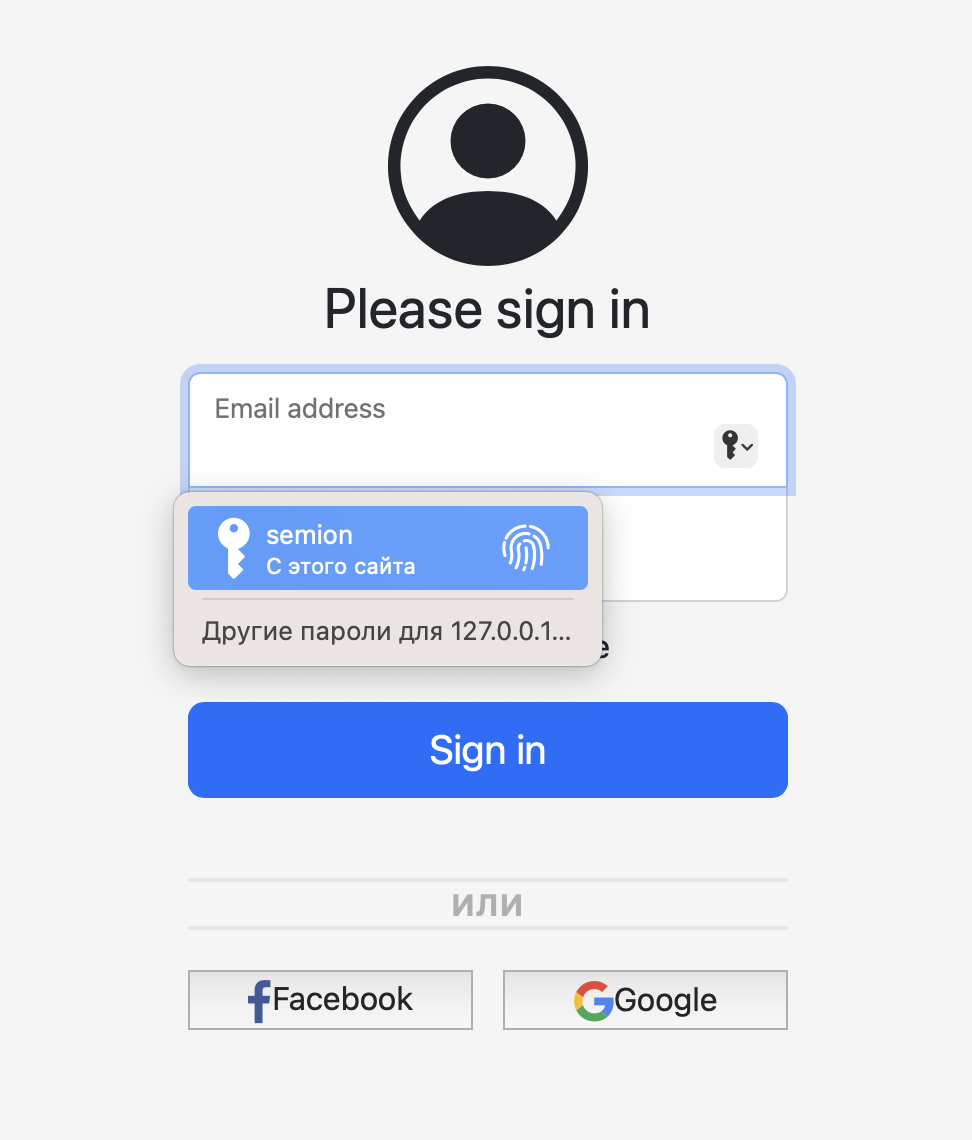 Please sign in
Email address
semion
С этого сайта
Другие пароли для 127.0.0.1...
Sign in
или
Facebook
Google